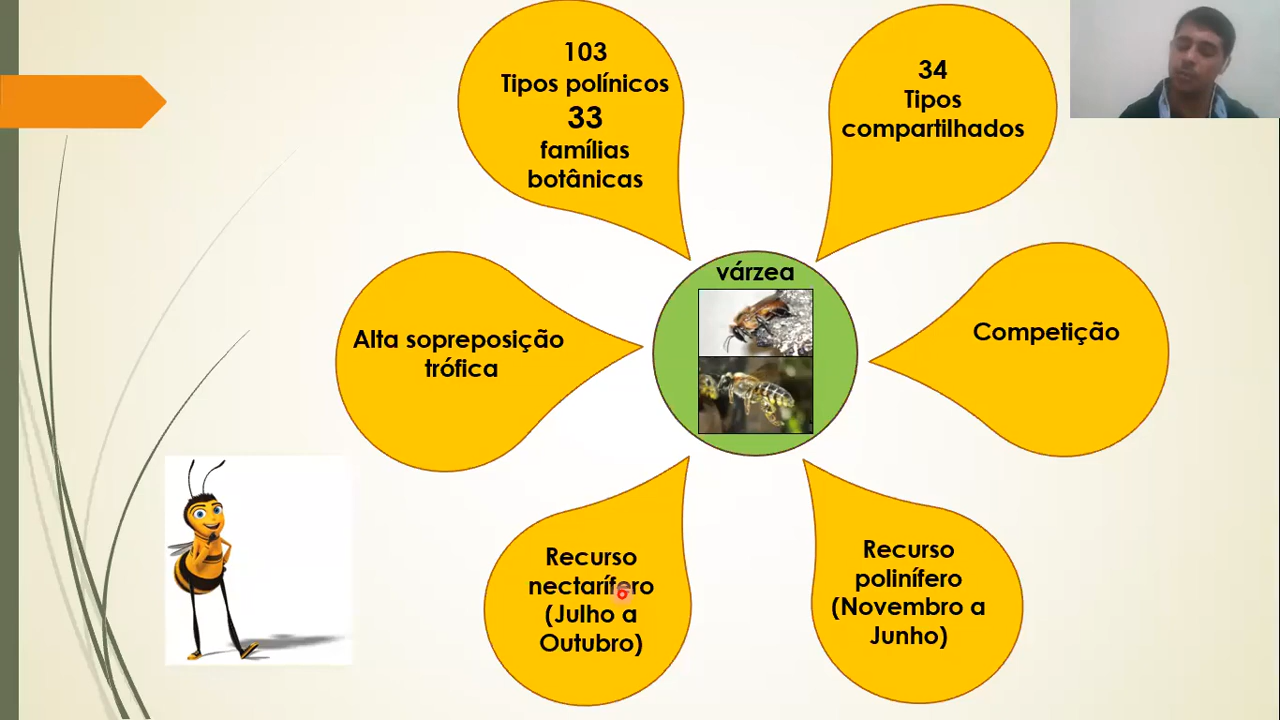 103
Tipos polínicos
33
famílias
botânicas
34
Tipos
compartilhados
várzea
Alta sopreposição
trófica
Competição
Recurso
nectarífero
(Julho a
Outubro)
Recurso
polinífero
(Novembro a
Junho)